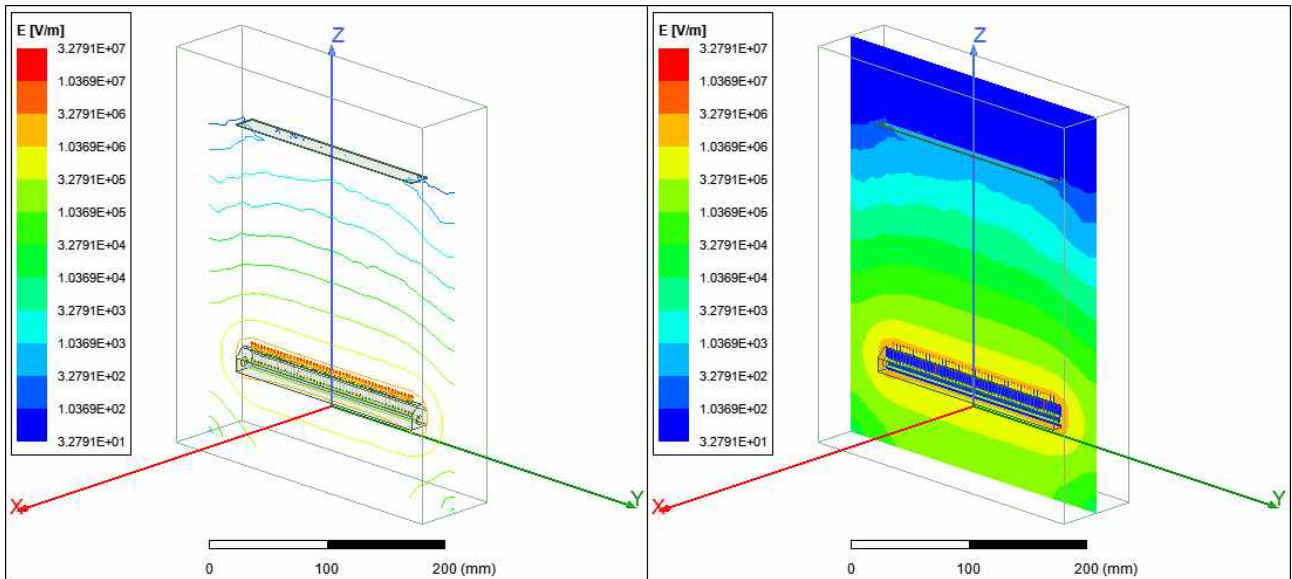 E [V/m]
3.2791E+07
1.0369E+07
3.2791E+06
1.0369E+06
3.2791E+05
1.0369E+05
3.2791E+04
1.0369E+04
3.2791E+03
1.0369E+03
3.2791E+02
1.0369E+02
3.2791E+01
Z
X
Y
0 100 200 (mm)
E [V/m]
3.2791E+07
1.0369E+07
3.2791E+06
1.0369E+06
3.2791E+05
1.0369E+05
3.2791E+04
1.0369E+04
3.2791E+03
1.0369E+03
3.2791E+02
1.0369E+02
3.2791E+01
Z
X
Y
0 100 200 (mm)